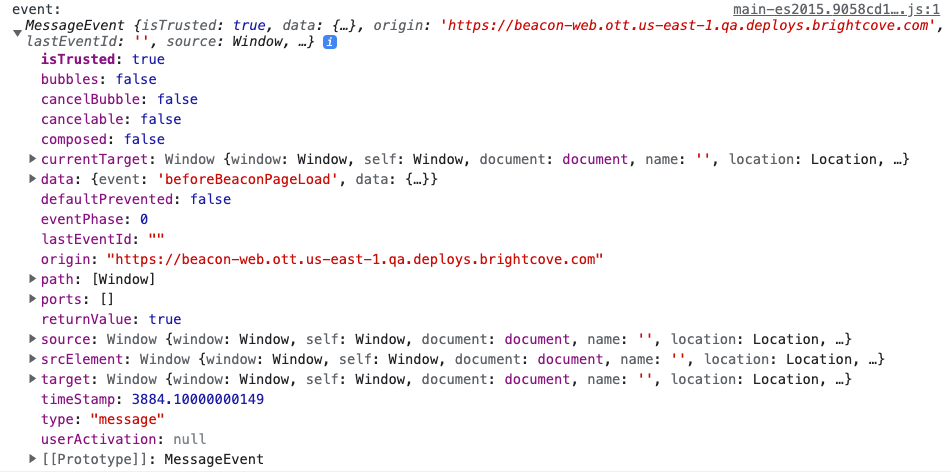 event: main-es2015.9058cd1….js:1
MessageEvent {isTrusted: true, data: {…}, origin: 'https://beacon-web.ott.us-east-1.qa.deploys.brightcove.com',
lastEventId: '', source: Window, …} i
isTrusted: true
bubbles: false
cancelBubble: false
cancelable: false
composed: false
currentTarget: Window {window: Window, self: Window, document: document, name: '', location: Location, …}
data: {event: 'beforeBeaconPageLoad', data: {…}}
defaultPrevented: false
eventPhase: 0
lastEventId: ""
origin: "https://beacon-web.ott.us-east-1.qa.deploys.brightcove.com"
path: [Window]
ports: []
returnValue: true
source: Window {window: Window, self: Window, document: document, name: '', location: Location, …}
srcElement: Window {window: Window, self: Window, document: document, name: '', location: Location, …}
target: Window {window: Window, self: Window, document: document, name: '', location: Location, …}
timeStamp: 3884.10000000149
type: "message"
userActivation: null
[[Prototype]]: MessageEvent